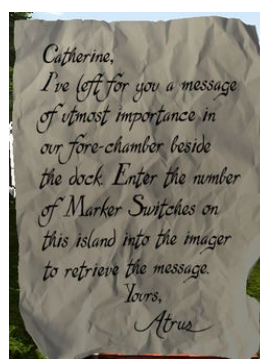 Catherine,
I've left for you a message
of utmost importance in
our fore-chamber beside
the dock. Enter the number
of Marker Switches on
this island into the imager
to retrieve the message.
Yours,
Atrus